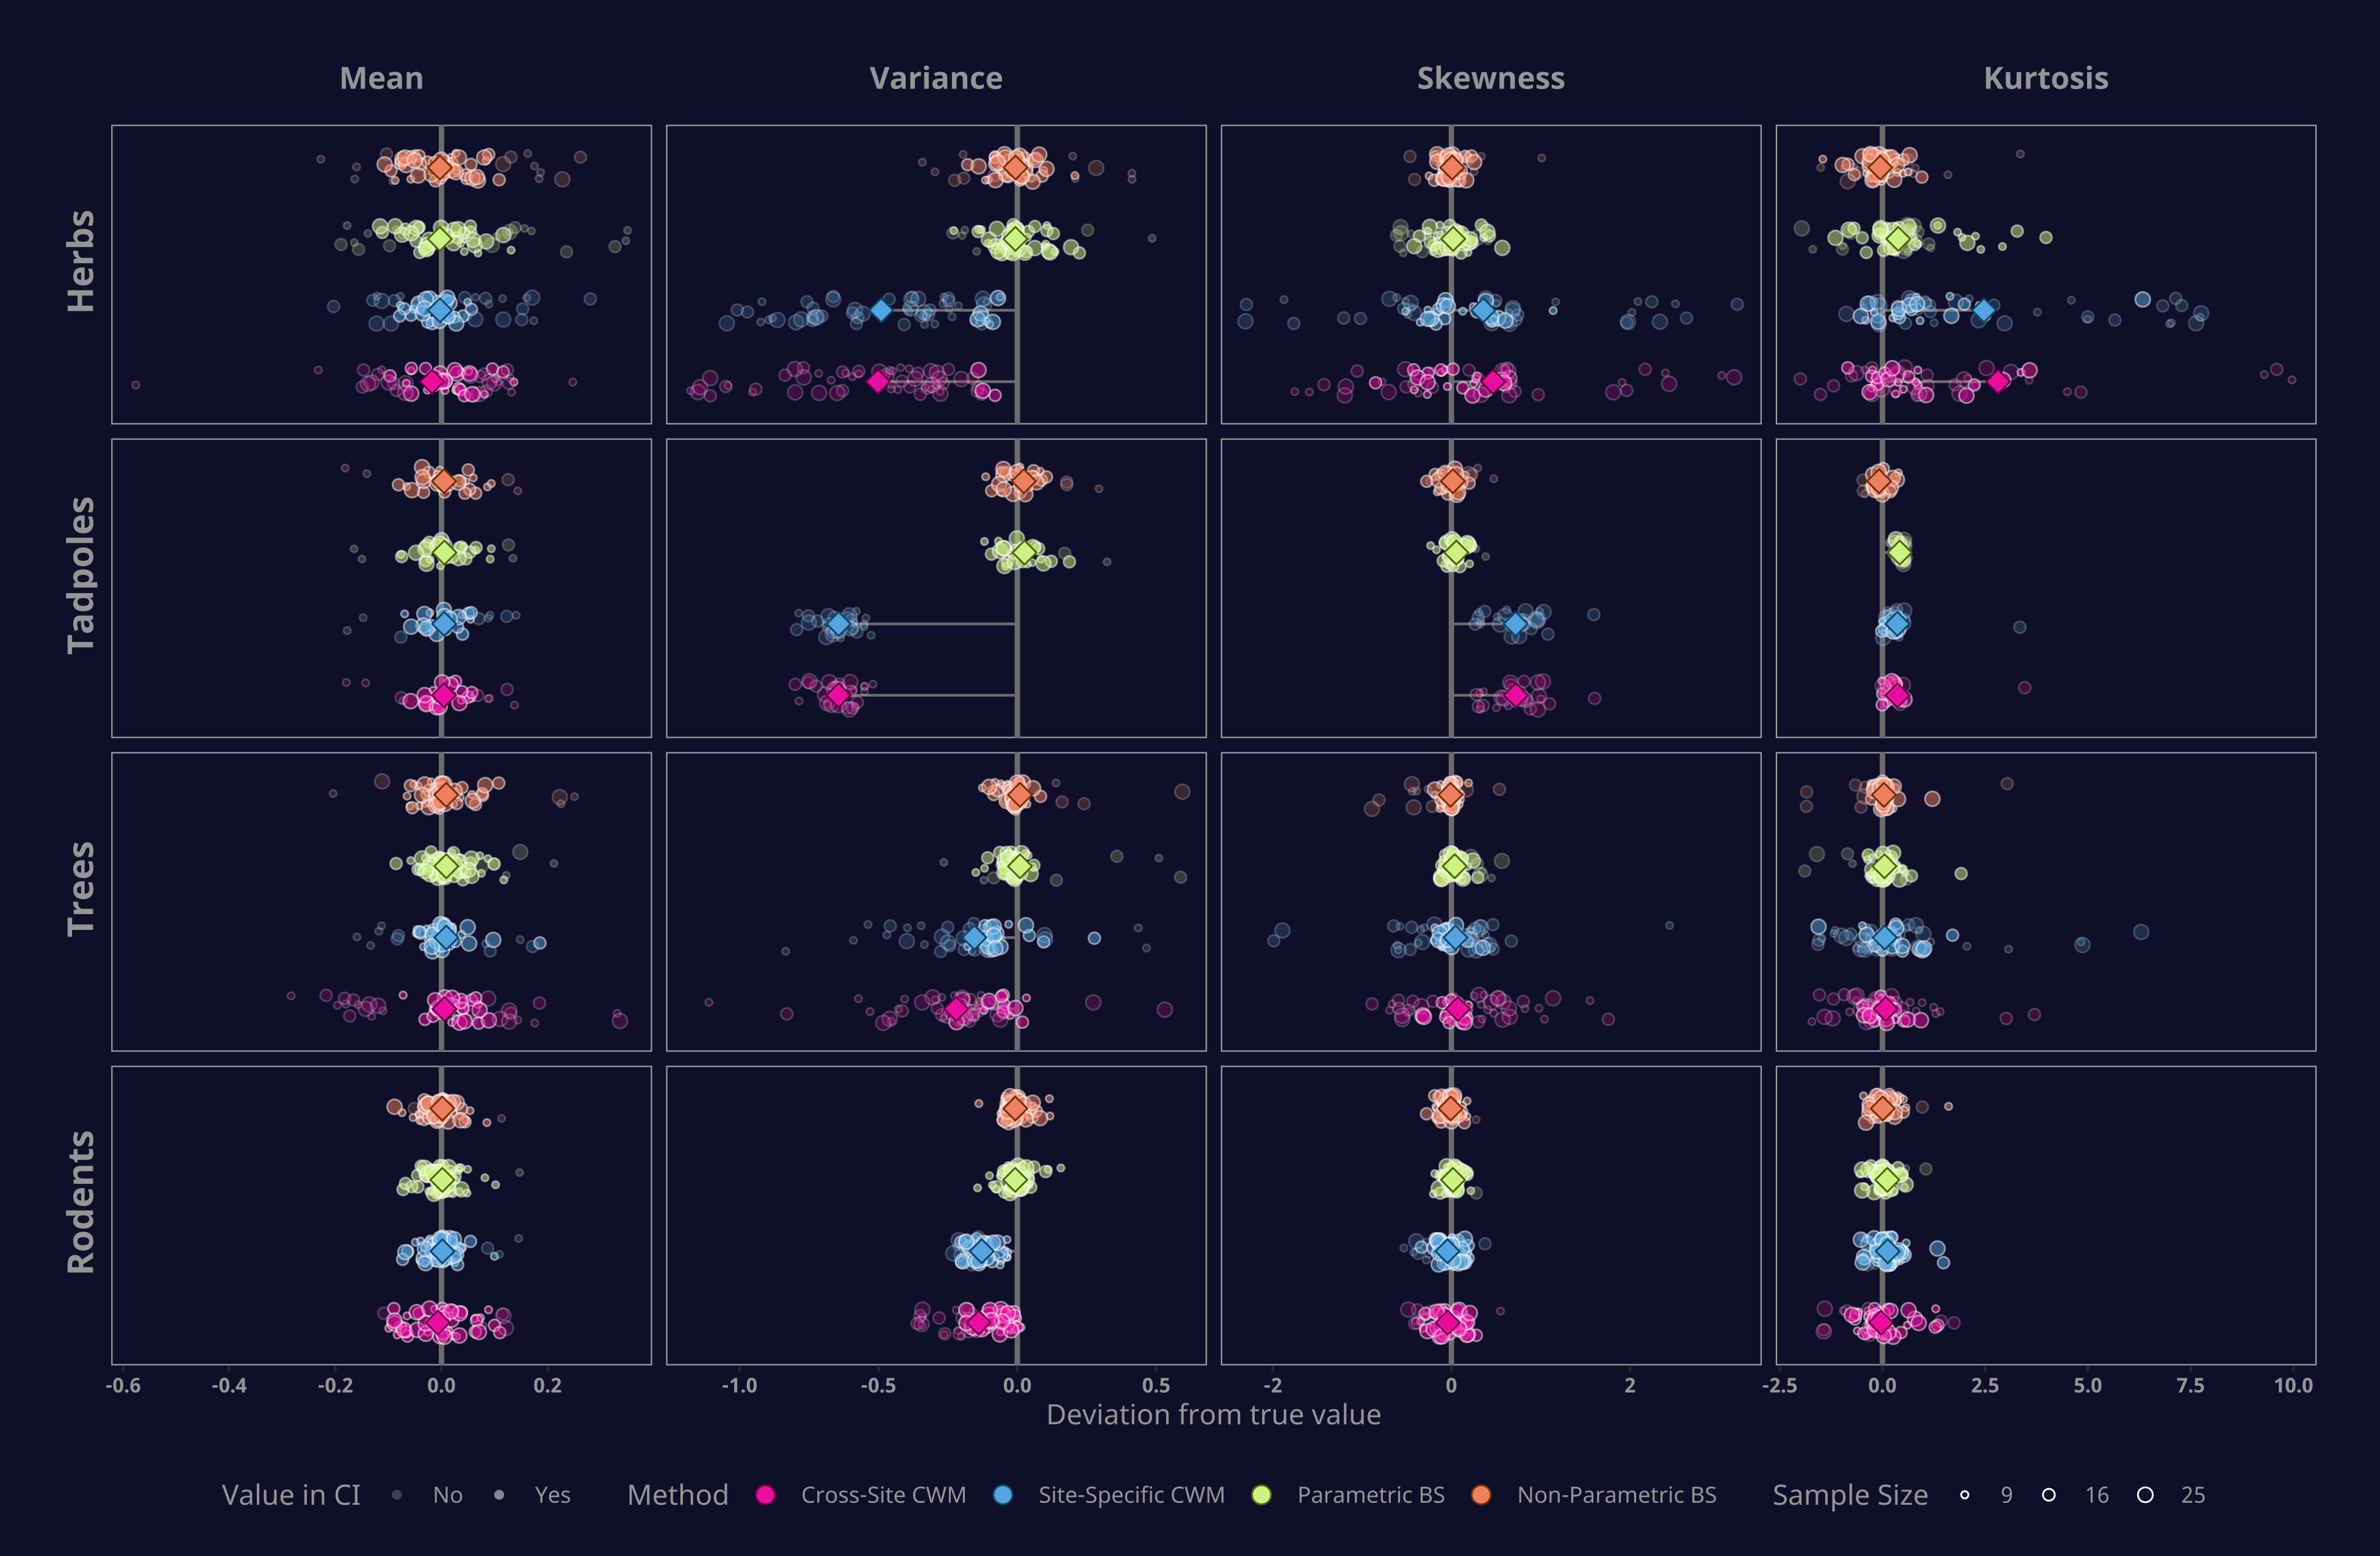 Mean Variance Skewness Kurtosis
Herbs
Tadpoles
Trees
Rodents
-0.6 -0.4 -0.2 0.0 0.2 -1.0 -0.5 0.0 0.5 -2 0 2 -2.5 0.0 2.5 5.0 7.5 10.0
Deviation from true value
Value in CI No Yes Method Cross-Site CWM Site-Specific CWM Parametric BS Non-Parametric BS Sample Size 9 16 25